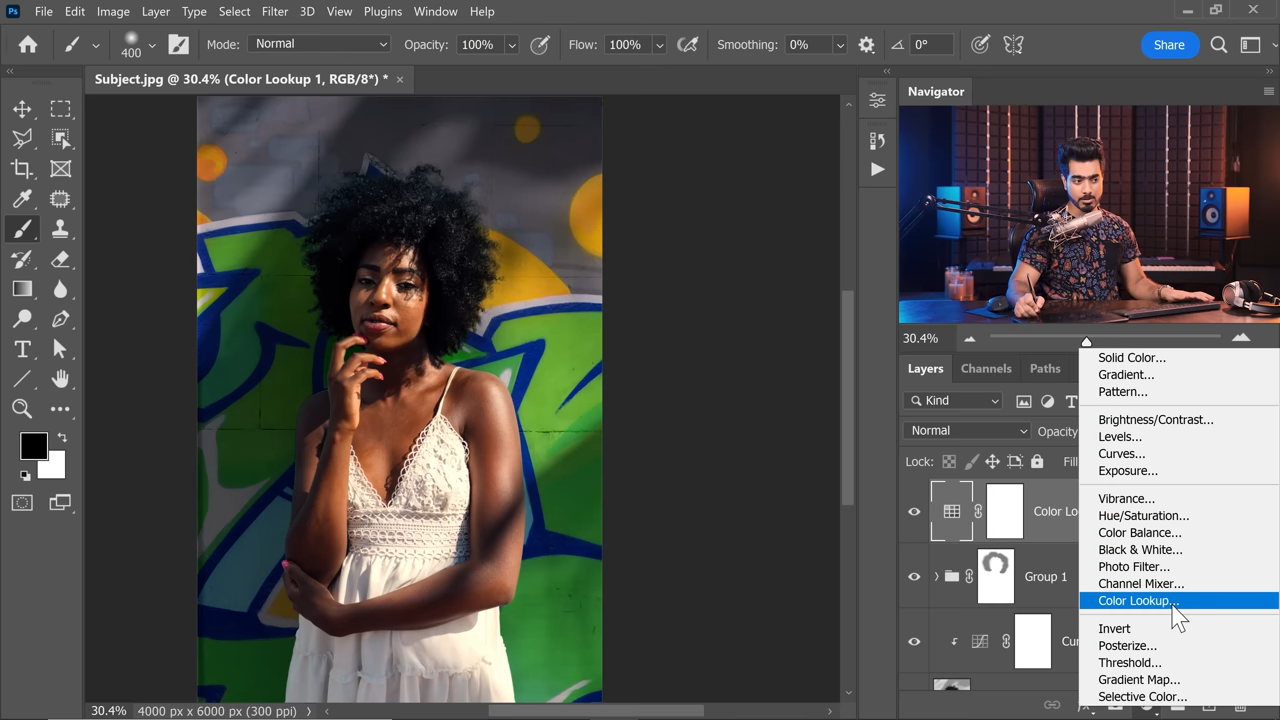 Ps File Edit Image Layer Type Select Filter 3D View Plugins Window Help
400 Mode: Normal Opacity: 100% Flow: 100% Smoothing: 0% 0° Share
Subject.jpg @ 30.4% (Color Lookup 1, RGB/8*) * ×
Navigator
30.4%
Layers Channels Paths
Kind
Normal Opacity
Lock: Fill
Color Lo
Group 1
Cur
Solid Color...
Gradient...
Pattern...
Brightness/Contrast...
Levels...
Curves...
Exposure...
Vibrance...
Hue/Saturation...
Color Balance...
Black & White...
Photo Filter...
Channel Mixer...
Color Lookup...
Invert
Posterize...
Threshold...
Gradient Map...
Selective Color...
30.4% 4000 px x 6000 px (300 ppi)